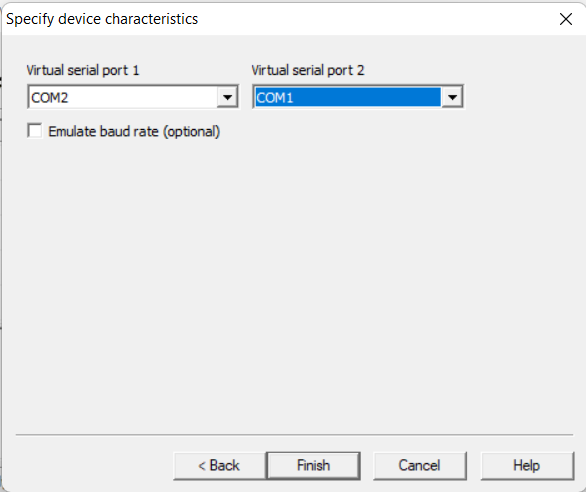 Specify device characteristics
Virtual serial port 1 Virtual serial port 2
COM2 COM1
Emulate baud rate (optional)
< Back Finish Cancel Help